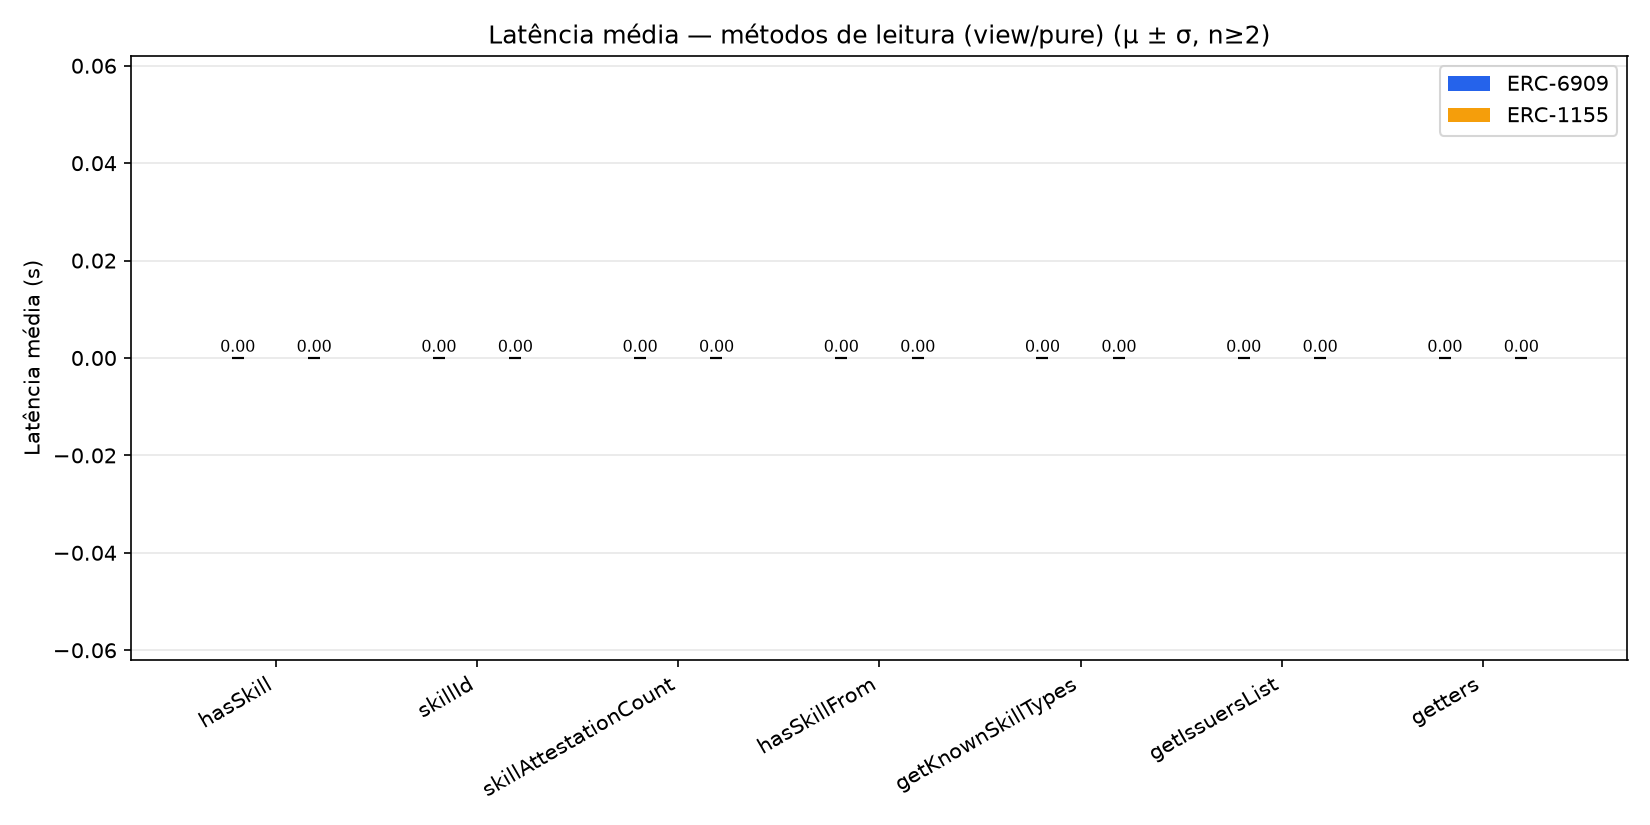 Latência média — métodos de leitura (view/pure) (μ ± σ, n≥2)
ERC-6909
ERC-1155
Latência média (s)
0.06
0.04
0.02
0.00
−0.02
−0.04
−0.06
0.00 0.00 0.00 0.00 0.00 0.00 0.00 0.00 0.00 0.00 0.00 0.00 0.00 0.00
hasSkill
skillId
skillAttestationCount
hasSkillFrom
getKnownSkillTypes
getIssuersList
getters